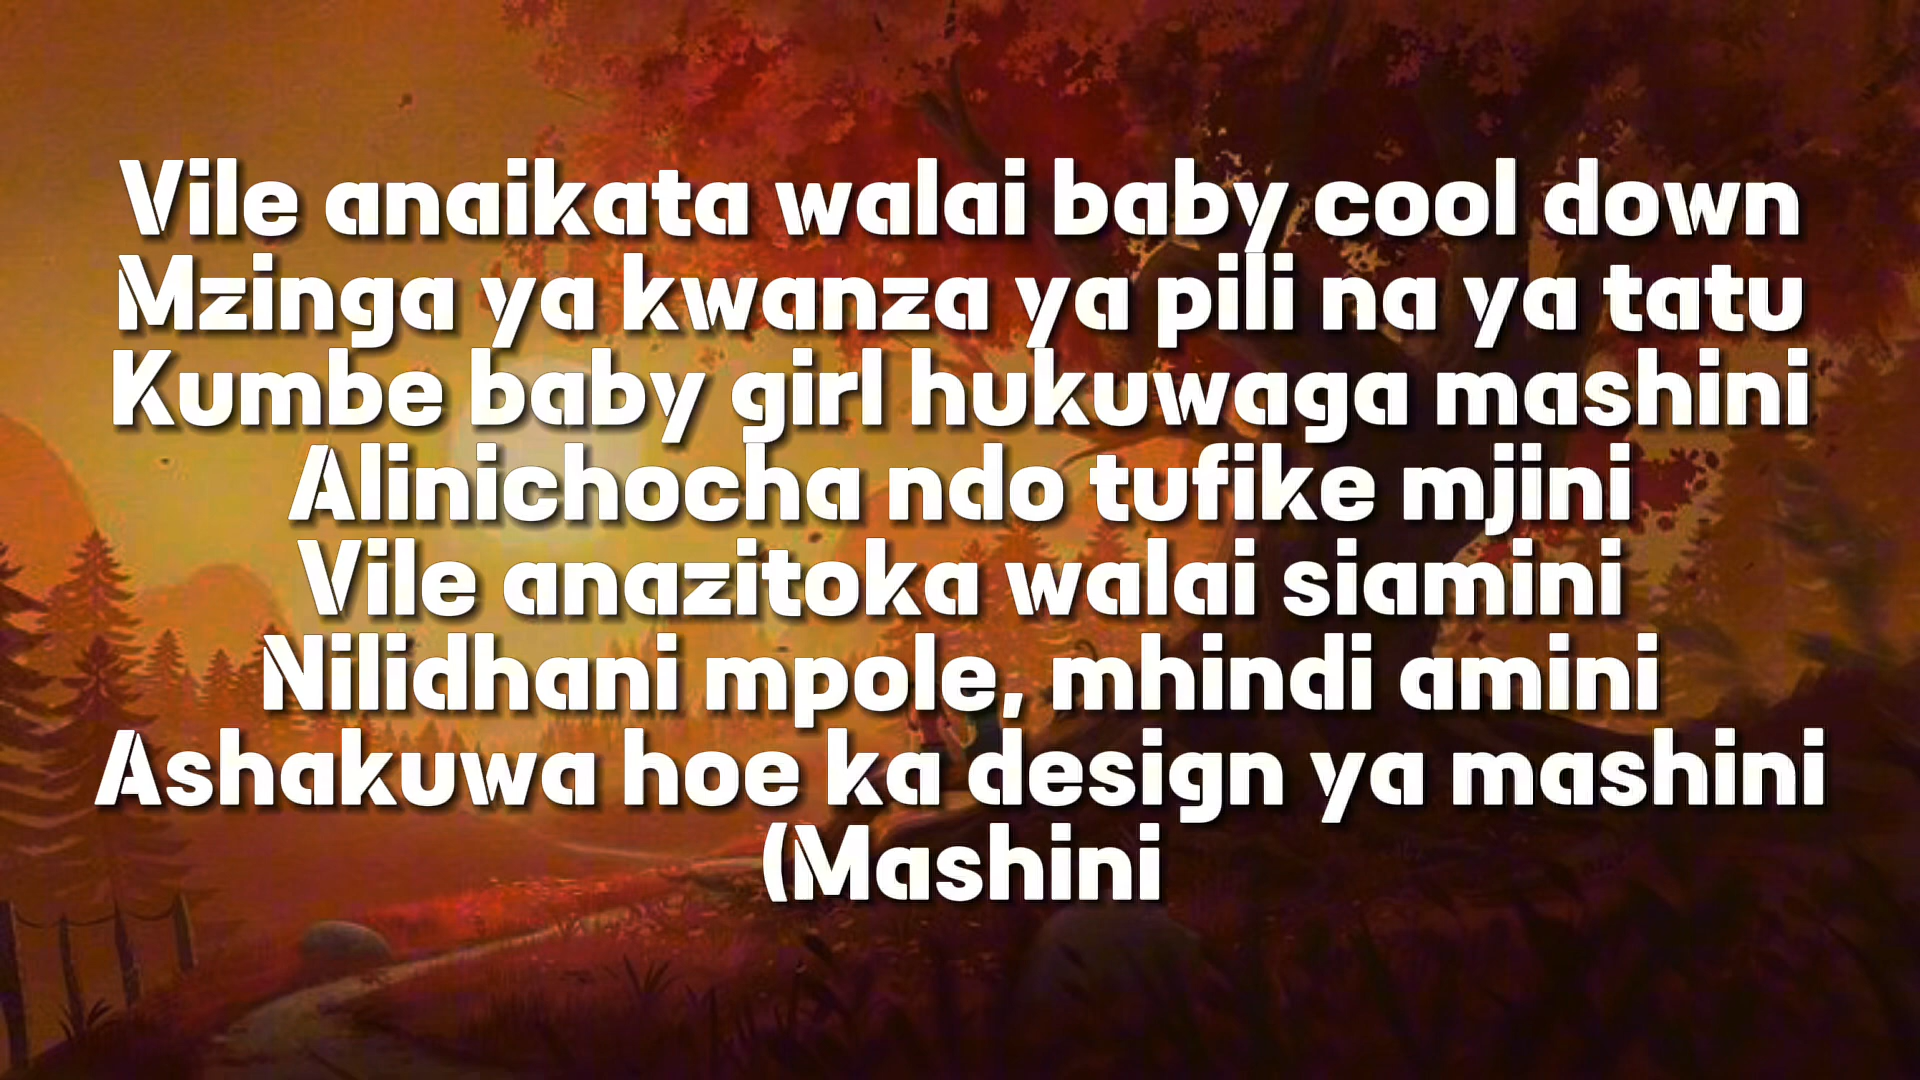 Vile anaikata walai baby cool down
Mzinga ya kwanza ya pili na ya tatu
Kumbe baby girl hukuwaga mashini
Alinichocha ndo tufike mjini
Vile anazitoka walai siamini
Nilidhani mpole, mhindi amini
Ashakuwa hoe ka design ya mashini
(Mashini